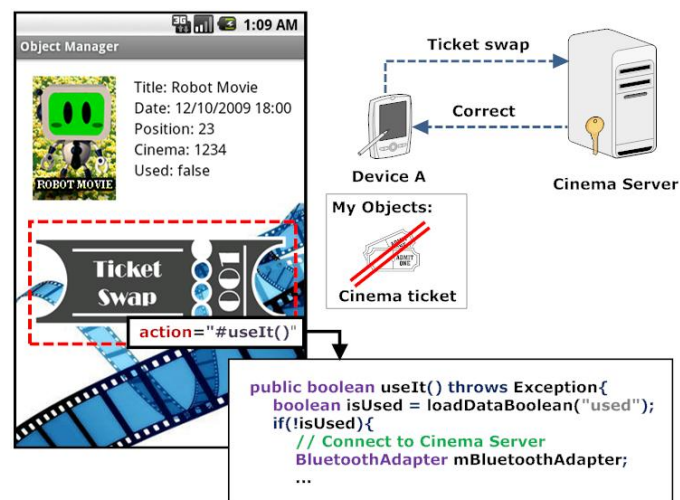 3G 1:09 AM
Object Manager
Title: Robot Movie
Date: 12/10/2009 18:00
Position: 23
Cinema: 1234
Used: false
ROBOT MOVIE
Ticket
Swap
001
action="#useIt()"
Ticket swap
Correct
Device A
Cinema Server
My Objects:
ADMIT
ONE
Cinema ticket
public boolean useIt() throws Exception{
boolean isUsed = loadDataBoolean("used");
if(!isUsed){
// Connect to Cinema Server
BluetoothAdapter mBluetoothAdapter;
...